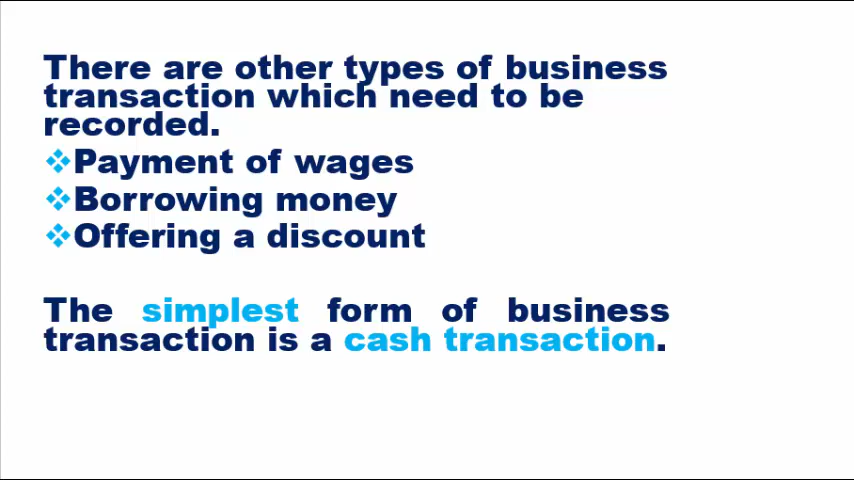 There are other types of business
transaction which need to be
recorded.
❖Payment of wages
❖Borrowing money
❖Offering a discount
The simplest form of business
transaction is a cash transaction.